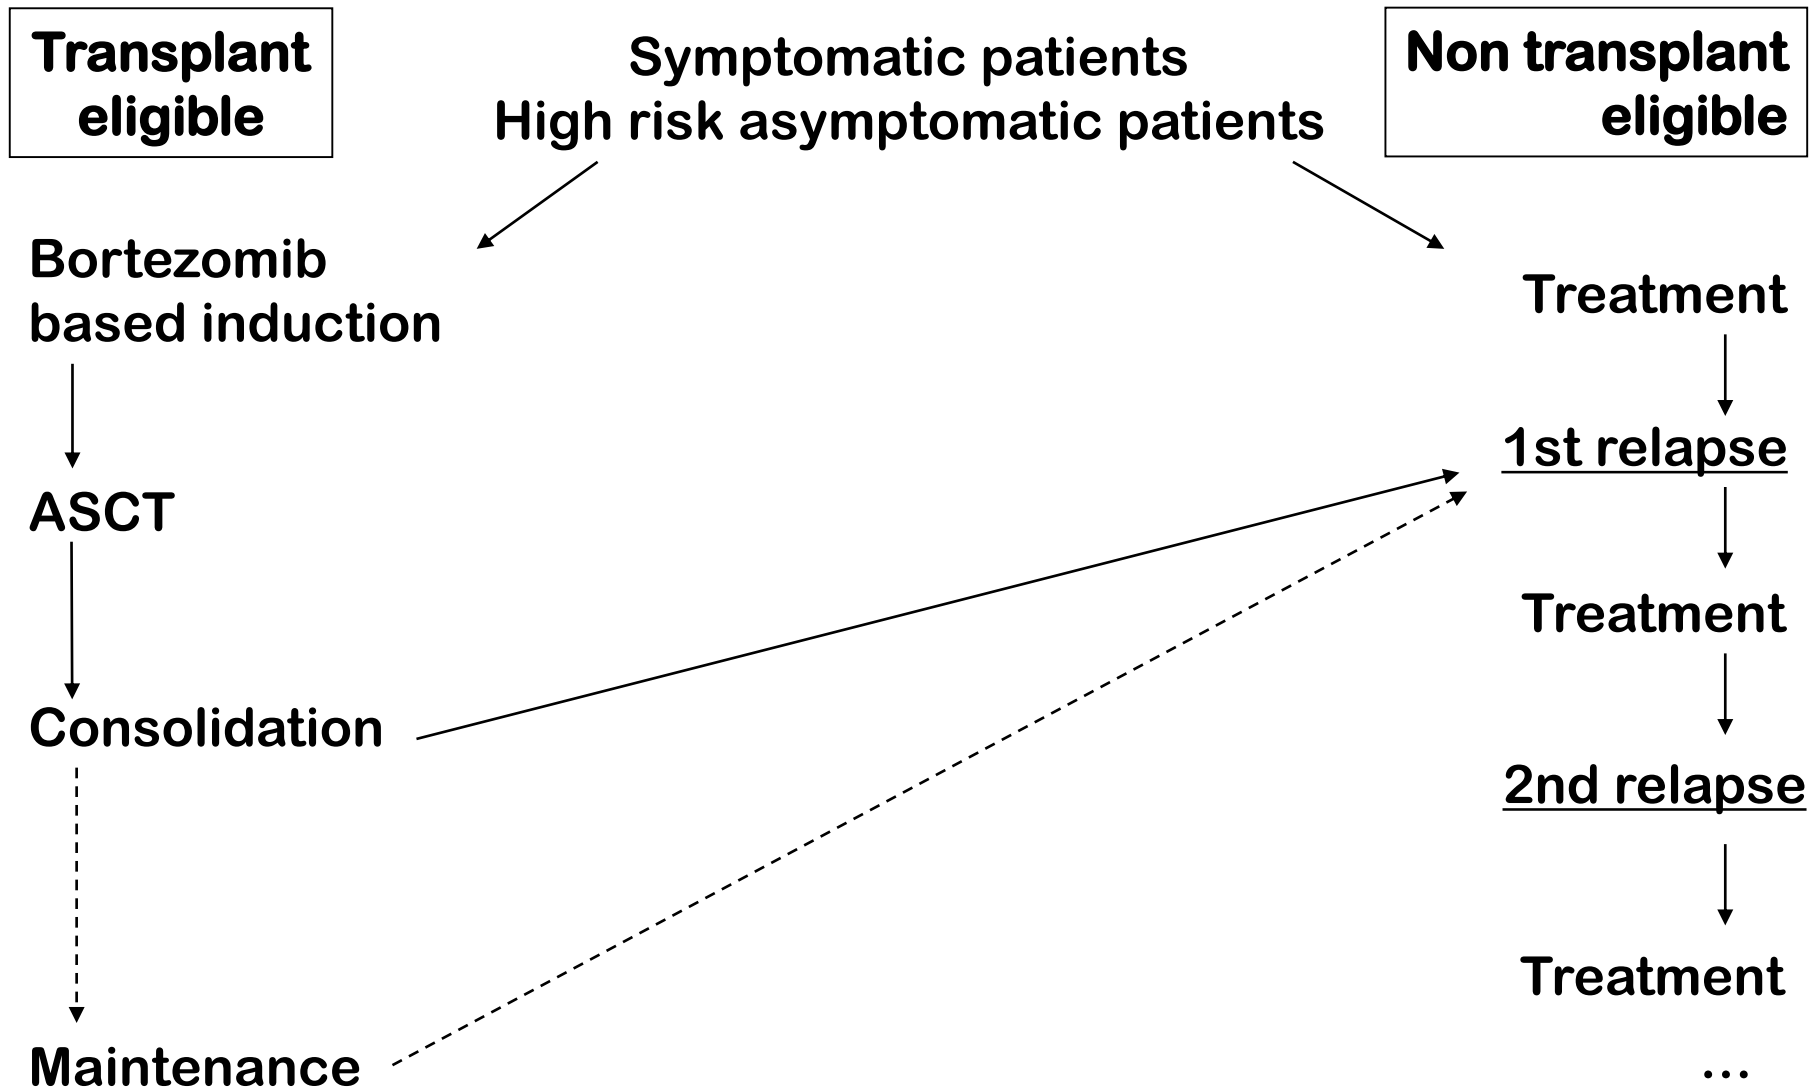 Transplant
eligible
Symptomatic patients
High risk asymptomatic patients
Non transplant
eligible
Bortezomib
based induction
ASCT
Consolidation
Maintenance
Treatment
1st relapse
Treatment
2nd relapse
Treatment
...